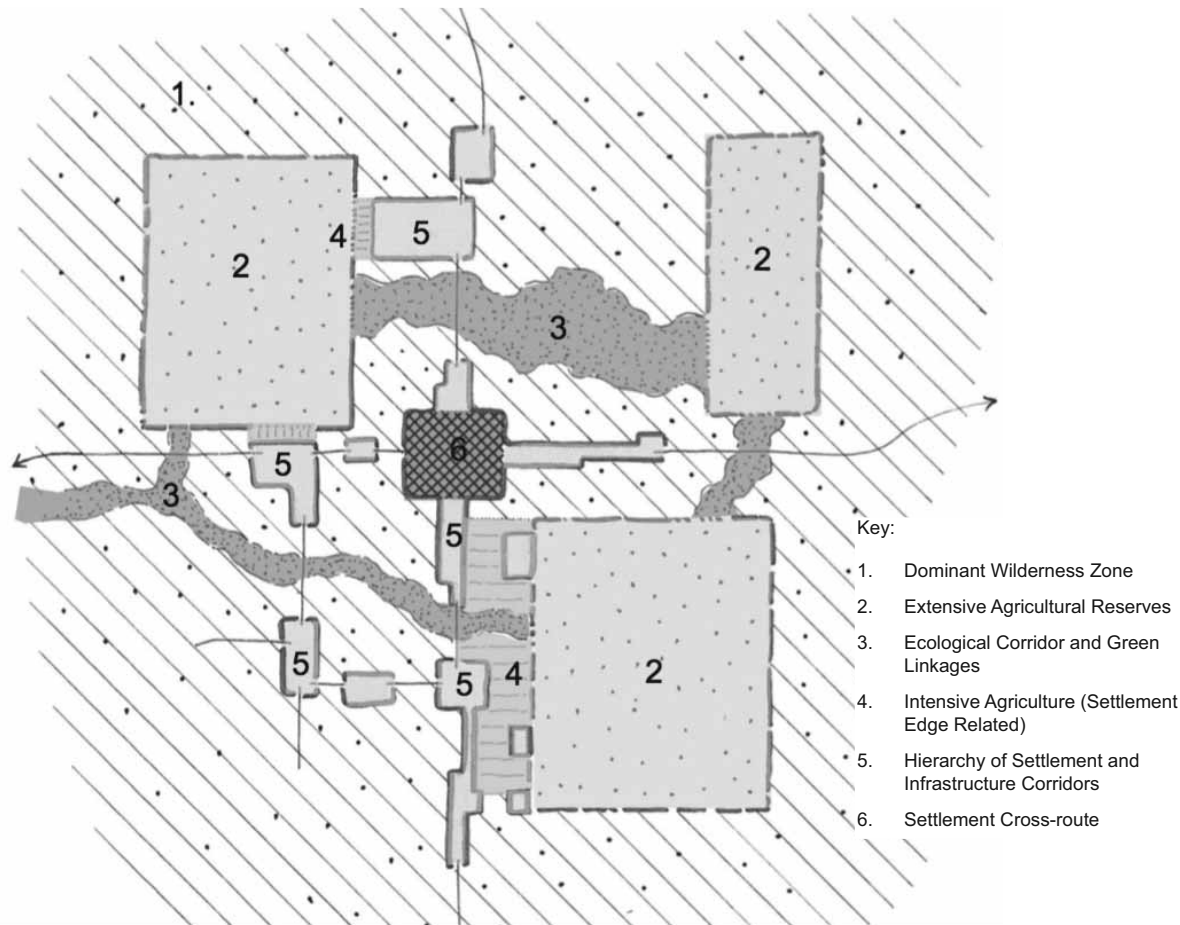 1.
2
4
5
2
3
6
5
3
5
5
5
4
2
Key:
1. Dominant Wilderness Zone
2. Extensive Agricultural Reserves
3. Ecological Corridor and Green
Linkages
4. Intensive Agriculture (Settlement
Edge Related)
5. Hierarchy of Settlement and
Infrastructure Corridors
6. Settlement Cross-route